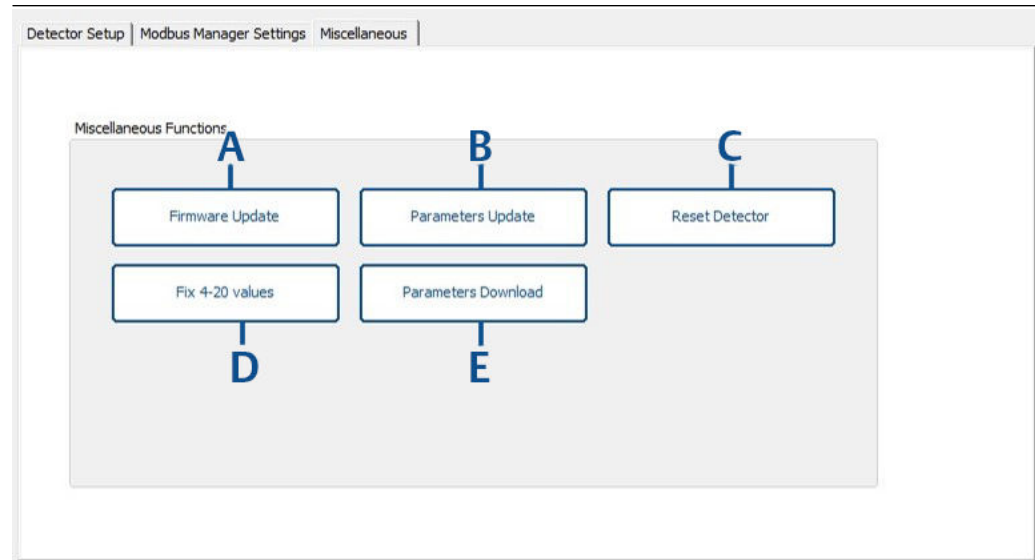 Detector Setup Modbus Manager Settings Miscellaneous
Miscellaneous Functions
A B C
Firmware Update Parameters Update Reset Detector
Fix 4-20 values Parameters Download
D E